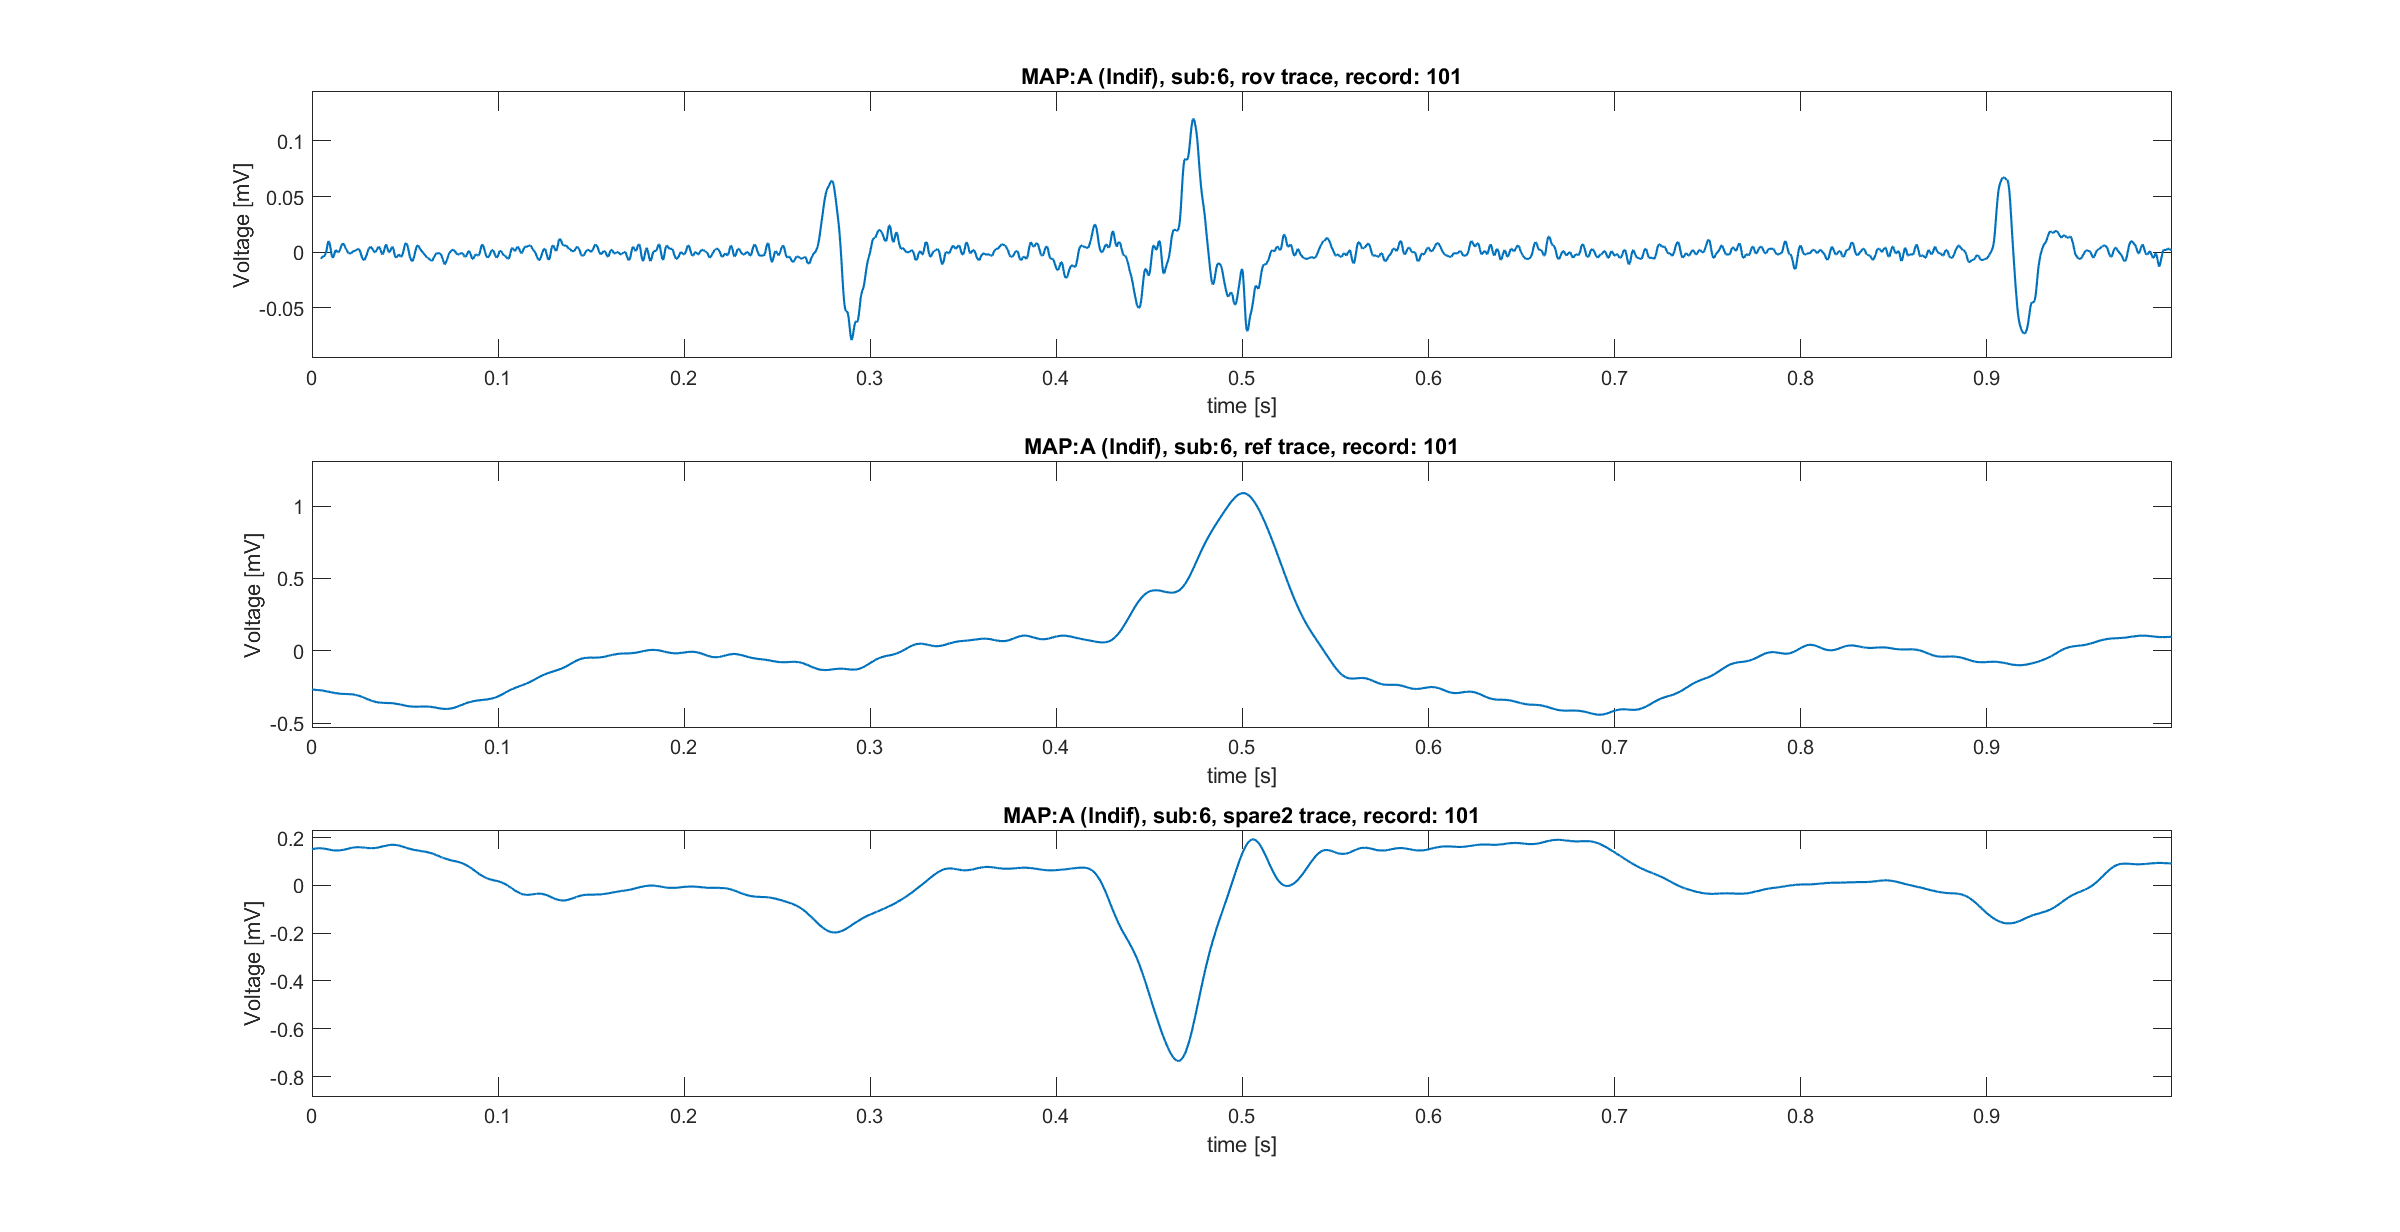 MAP:A (Indif), sub:6, rov trace, record: 101
0.1
0.05
0
-0.05
Voltage [mV]
0 0.1 0.2 0.3 0.4 0.5 0.6 0.7 0.8 0.9
time [s]
MAP:A (Indif), sub:6, ref trace, record: 101
1
0.5
0
-0.5
Voltage [mV]
0 0.1 0.2 0.3 0.4 0.5 0.6 0.7 0.8 0.9
time [s]
MAP:A (Indif), sub:6, spare2 trace, record: 101
0.2
0
-0.2
-0.4
-0.6
-0.8
Voltage [mV]
0 0.1 0.2 0.3 0.4 0.5 0.6 0.7 0.8 0.9
time [s]